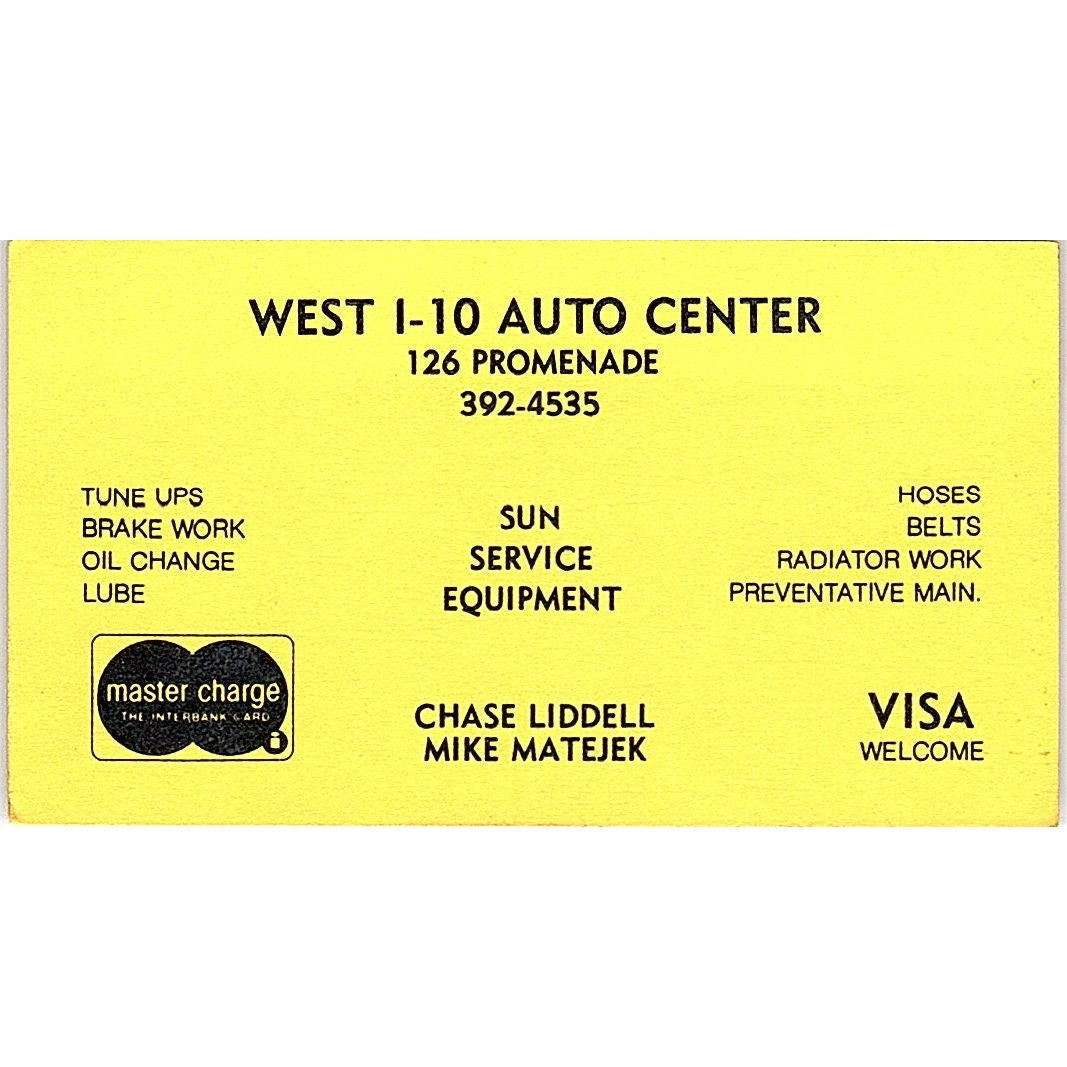 WEST I-10 AUTO CENTER
126 PROMENADE
392-4535
TUNE UPS
BRAKE WORK
OIL CHANGE
LUBE
SUN
SERVICE
EQUIPMENT
HOSES
BELTS
RADIATOR WORK
PREVENTATIVE MAIN.
master charge
THE INTERBANK CARD
i
CHASE LIDDELL
MIKE MATEJEK
VISA
WELCOME